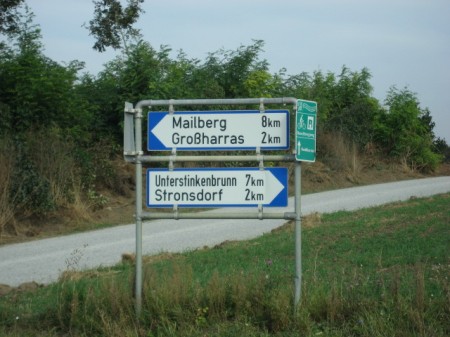 Mailberg 8km
Großharras 2km
Unterstinkenbrunn 7km
Stronsdorf 2km